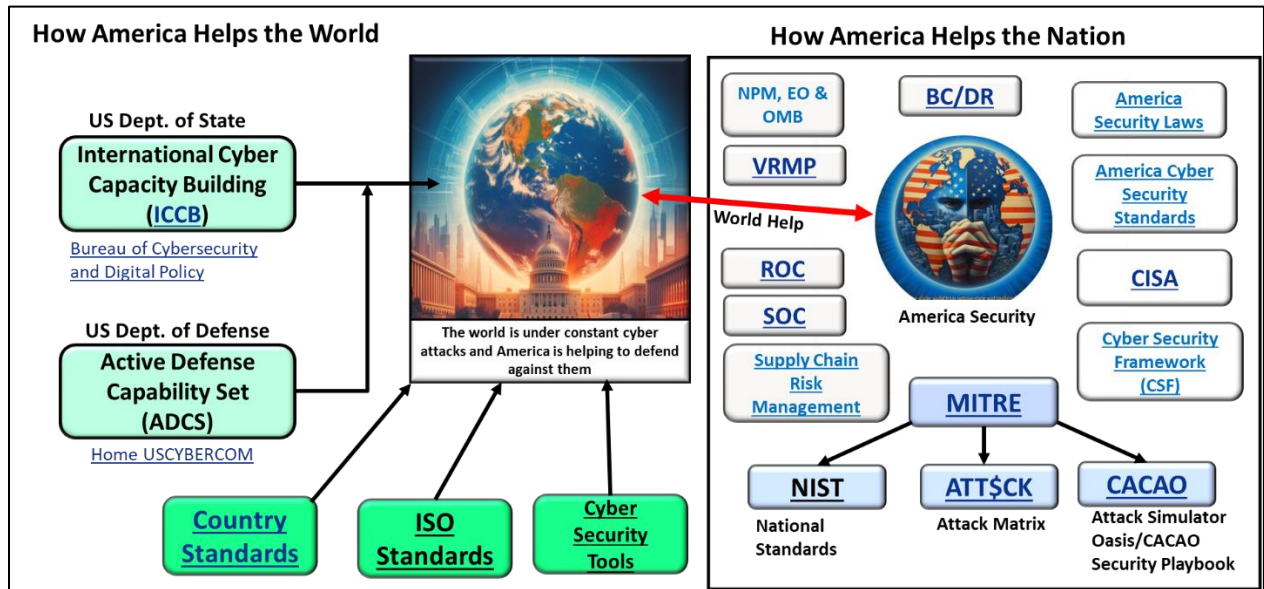 How America Helps the World
How America Helps the Nation
US Dept. of State
International Cyber
Capacity Building
(ICCB)
Bureau of Cybersecurity
and Digital Policy
US Dept. of Defense
Active Defense
Capability Set
(ADCS)
Home USCYBERCOM
The world is under constant cyber
attacks and America is helping to defend
against them
Country
Standards
ISO
Standards
Cyber
Security
Tools
World Help
NPM, EO &
OMB
VRMP
ROC
SOC
Supply Chain
Risk
Management
BC/DR
America Security
America
Security Laws
America Cyber
Security
Standards
CISA
Cyber Security
Framework
(CSF)
MITRE
NIST
National
Standards
ATT$CK
Attack Matrix
CACAO
Attack Simulator
Oasis/CACAO
Security Playbook